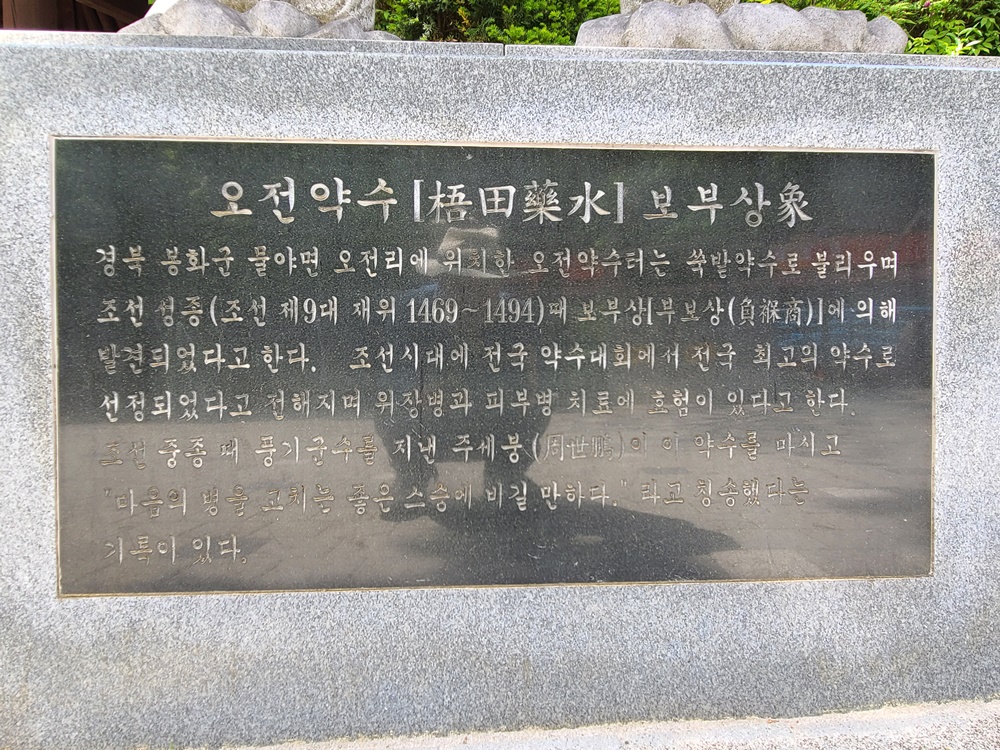 오전약수[梧田藥水] 보부상象
경북 봉화군 물야면 오전리에 위치한 오전약수터는 쑥밭약수로 불리우며
조선 성종(조선 제9대 재위 1469~1494)때 보부상[부보상(負褓商)]에 의해
발견되었다고 한다. 조선시대에 전국 약수대회에서 전국 최고의 약수로
선정되었다고 전해지며 위장병과 피부병 치료에 효험이 있다고 한다.
조선 중종 때 풍기군수를 지낸 주세붕(周世鵬)이 이 약수를 마시고
"마음의 병을 고치는 좋은 스승에 비길 만하다." 라고 칭송했다는
기록이 있다.